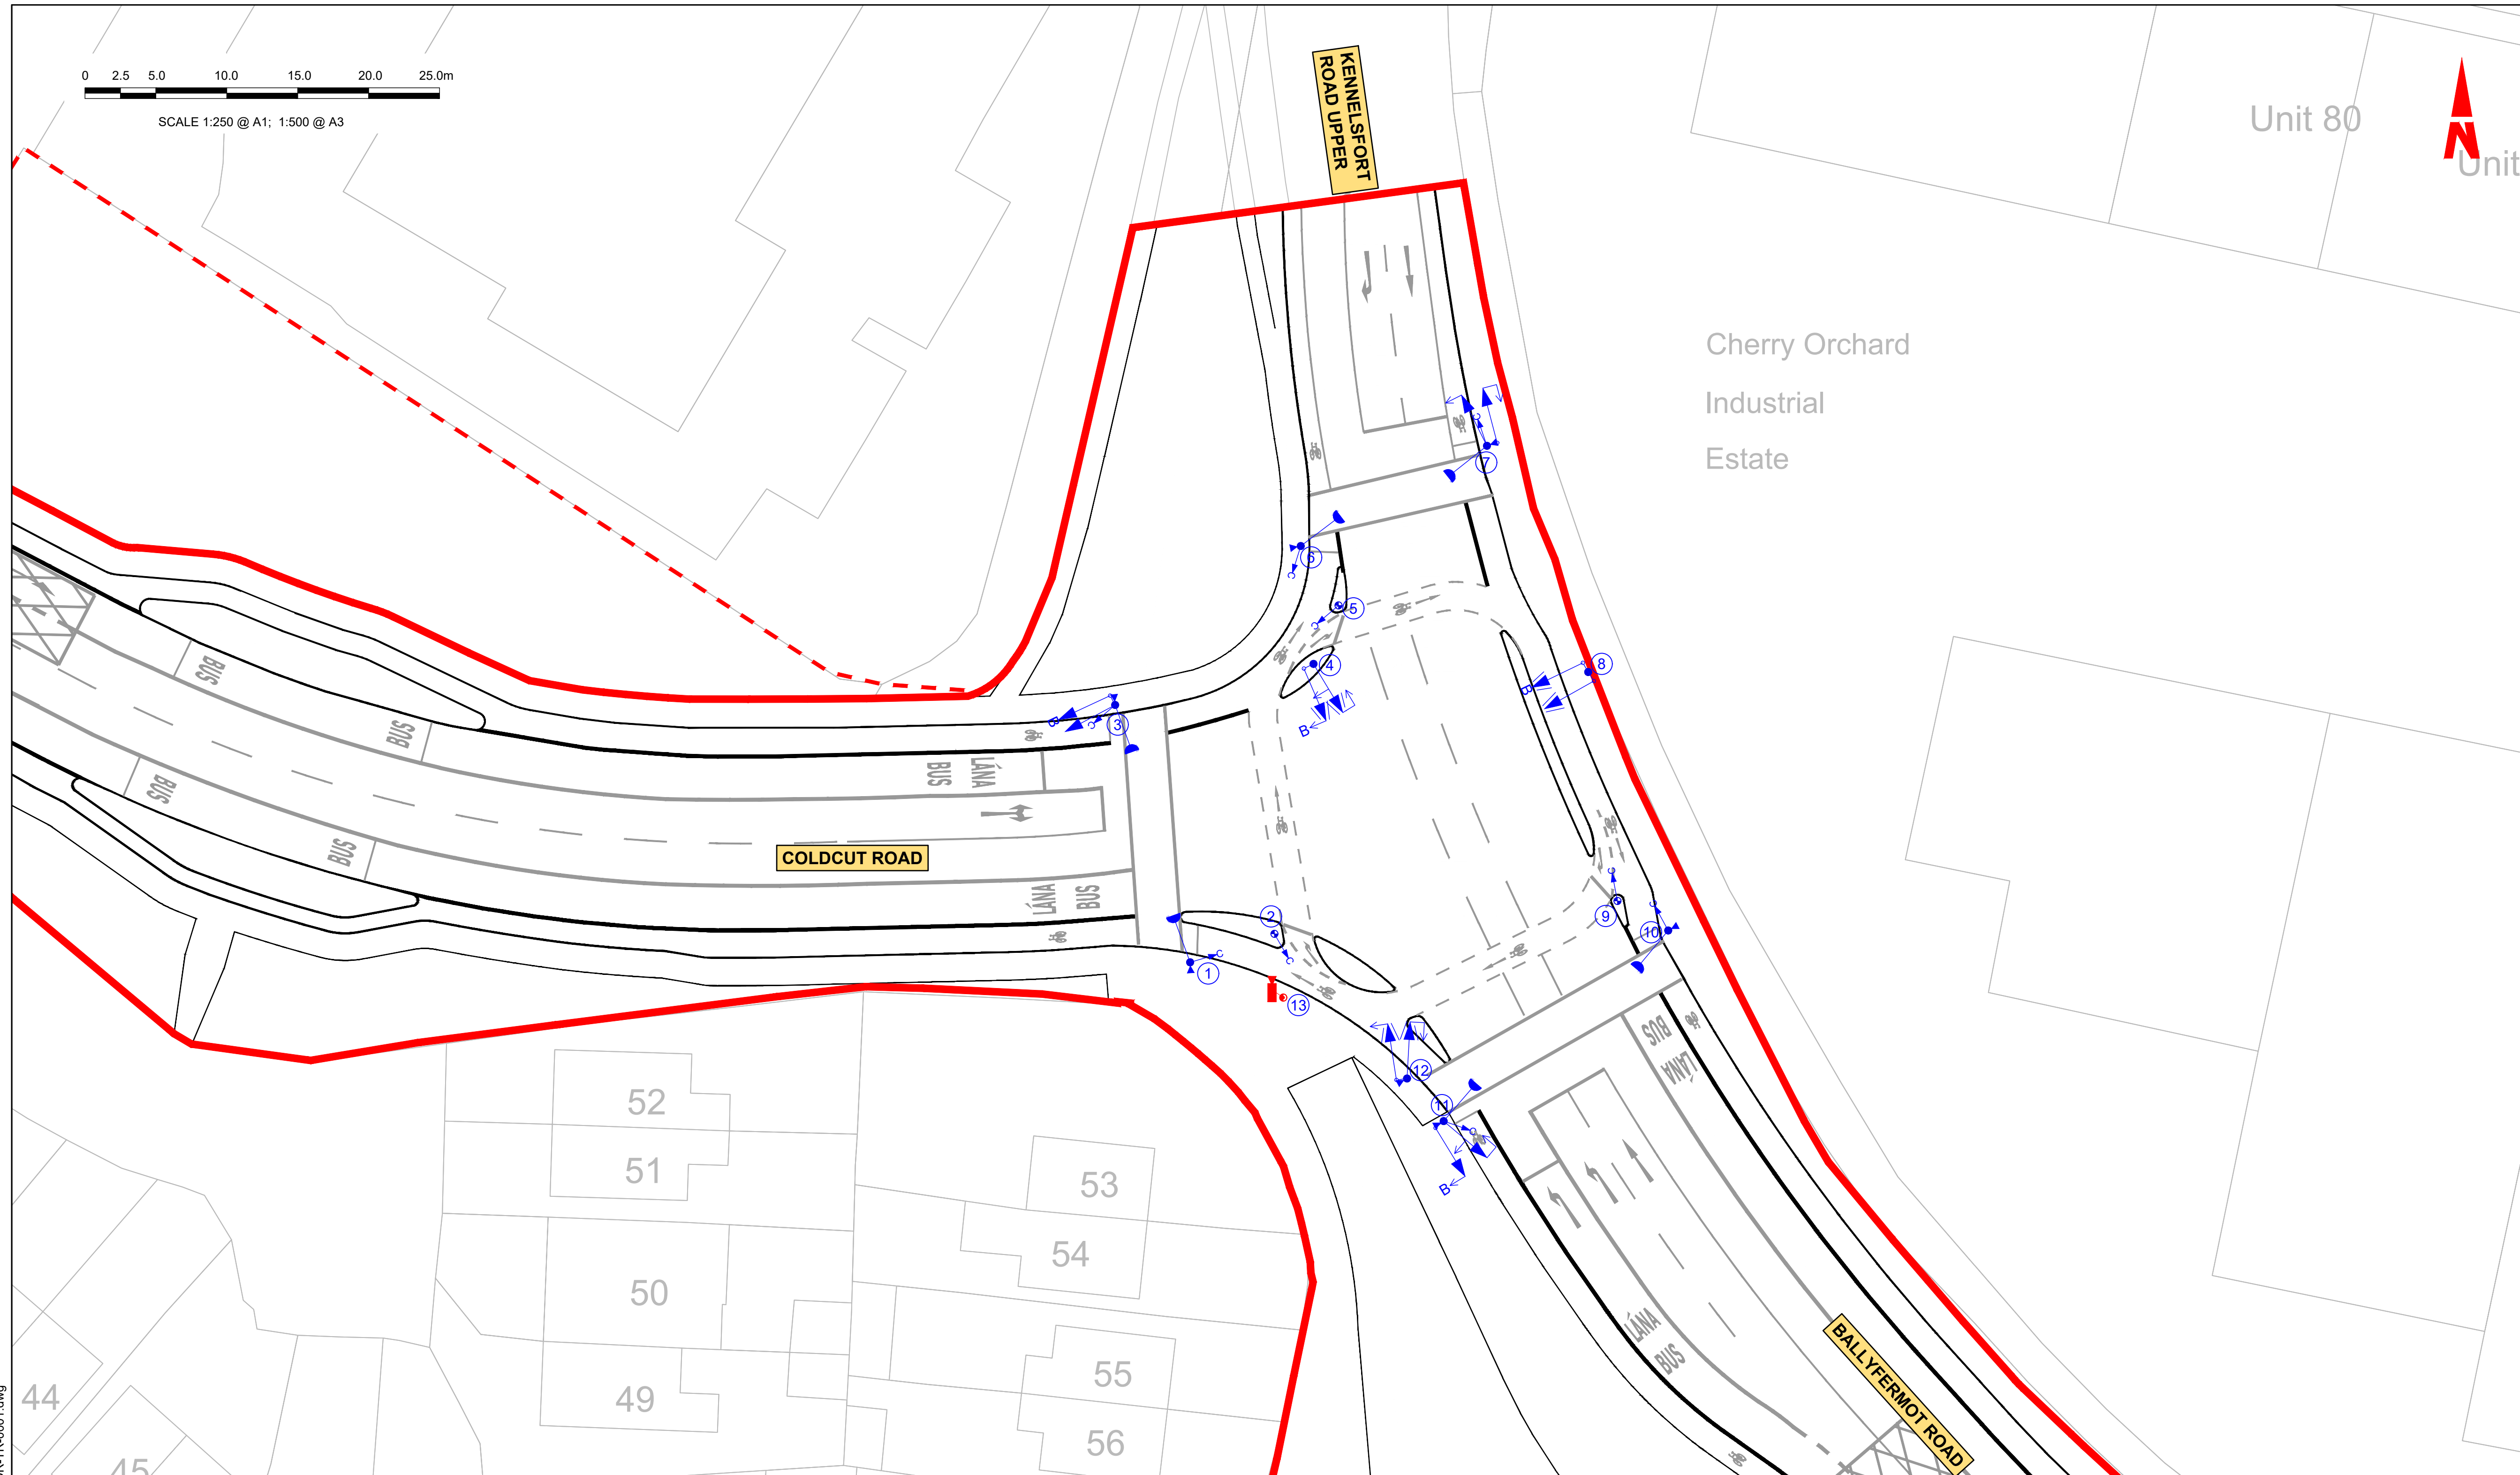 0 2.5 5.0 10.0 15.0 20.0 25.0m
SCALE 1:250 @ A1; 1:500 @ A3
KENNELSFORT
ROAD UPPER
Unit 80
N
Unit
Cherry Orchard
Industrial
Estate
7
C
6
C
5
C
4
B
8
B
3
B
C
BUS
BUS
BUS
BUS
LÁNA
BUS
COLDCUT ROAD
LÁNA
BUS
2
C
1
C
13
9
C
10
C
12
11
C
B
BUS
LÁNA
LÁNA
BUS
BALLYFERMOT ROAD
52
51
50
49
53
54
55
56
44
45